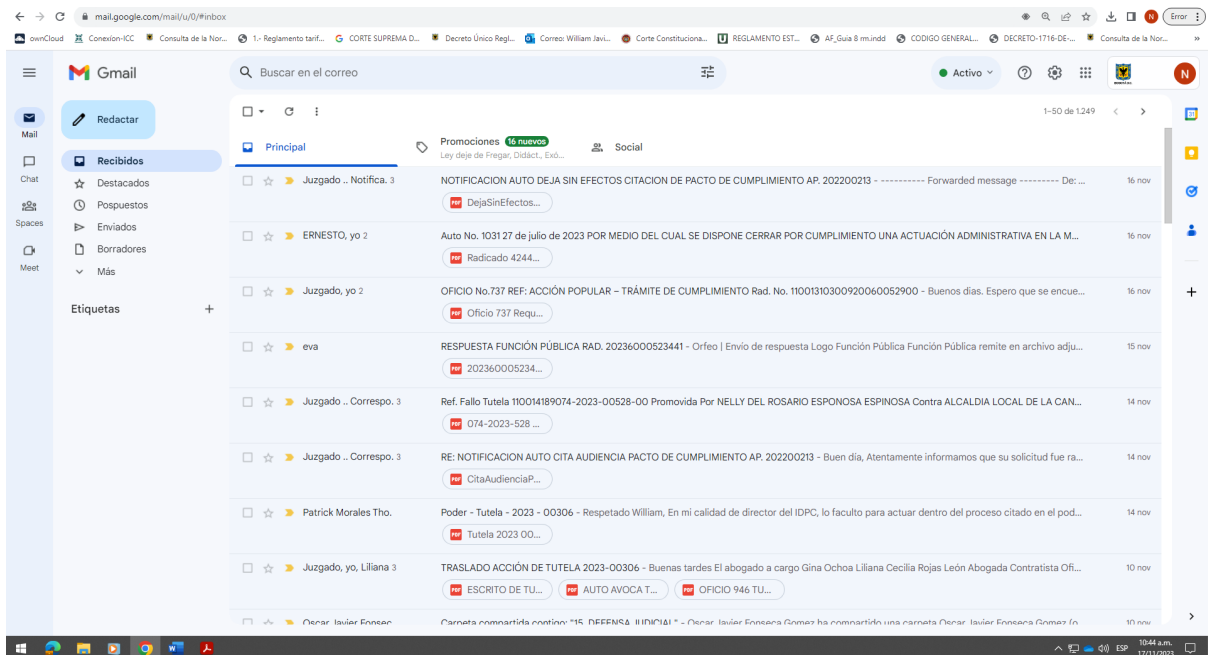 mail.google.com/mail/u/0/#inbox
Error
ownCloud Conexíon-ICC Consulta de la Nor... 1.- Reglamento tarif... CORTE SUPREMA D... Decreto Único Regl... Correo: William Javi... Corte Constituciona... REGLAMENTO EST... AF_Guia 8 rm.indd CODIGO GENERAL... DECRETO-1716-DE-... Consulta de la Nor... »
Gmail
Buscar en el correo
Activo
N
Mail
Chat
Spaces
Meet
Redactar
Recibidos
Destacados
Pospuestos
Enviados
Borradores
Más
Etiquetas
1–50 de 1.249
Principal
Promociones 16 nuevos
Ley deje de Fregar, Didáct., Exó...
Social
Juzgado .. Notifica. 3 NOTIFICACION AUTO DEJA SIN EFECTOS CITACION DE PACTO DE CUMPLIMIENTO AP. 202200213 - ---------- Forwarded message --------- De: ... 16 nov
PDF DejaSinEfectos...
ERNESTO, yo 2 Auto No. 1031 27 de julio de 2023 POR MEDIO DEL CUAL SE DISPONE CERRAR POR CUMPLIMIENTO UNA ACTUACIÓN ADMINISTRATIVA EN LA M... 16 nov
PDF Radicado 4244...
Juzgado, yo 2 OFICIO No.737 REF: ACCIÓN POPULAR – TRÁMITE DE CUMPLIMIENTO Rad. No. 11001310300920060052900 - Buenos días. Espero que se encue... 16 nov
PDF Oficio 737 Requ...
eva RESPUESTA FUNCIÓN PÚBLICA RAD. 20236000523441 - Orfeo | Envío de respuesta Logo Función Pública Función Pública remite en archivo adju... 15 nov
PDF 202360005234...
Juzgado .. Correspo. 3 Ref. Fallo Tutela 110014189074-2023-00528-00 Promovida Por NELLY DEL ROSARIO ESPONOSA ESPINOSA Contra ALCALDIA LOCAL DE LA CAN... 14 nov
PDF 074-2023-528 ...
Juzgado .. Correspo. 3 RE: NOTIFICACION AUTO CITA AUDIENCIA PACTO DE CUMPLIMIENTO AP. 202200213 - Buen día, Atentamente informamos que su solicitud fue ra... 14 nov
PDF CitaAudienciaP...
Patrick Morales Tho. Poder - Tutela - 2023 - 00306 - Respetado William, En mi calidad de director del IDPC, lo faculto para actuar dentro del proceso citado en el pod... 14 nov
PDF Tutela 2023 00...
Juzgado, yo, Liliana 3 TRASLADO ACCIÓN DE TUTELA 2023-00306 - Buenas tardes El abogado a cargo Gina Ochoa Liliana Cecilia Rojas León Abogada Contratista Ofi... 10 nov
PDF ESCRITO DE TU... PDF AUTO AVOCA T... PDF OFICIO 946 TU...
Oscar Javier Fonsec. Carpeta compartida contigo: "15. DEFENSA JUDICIAL" - Oscar Javier Fonseca Gomez ha compartido una carpeta Oscar Javier Fonseca Gomez (o... 10 nov
ESP
10:44 a.m.
17/11/2023